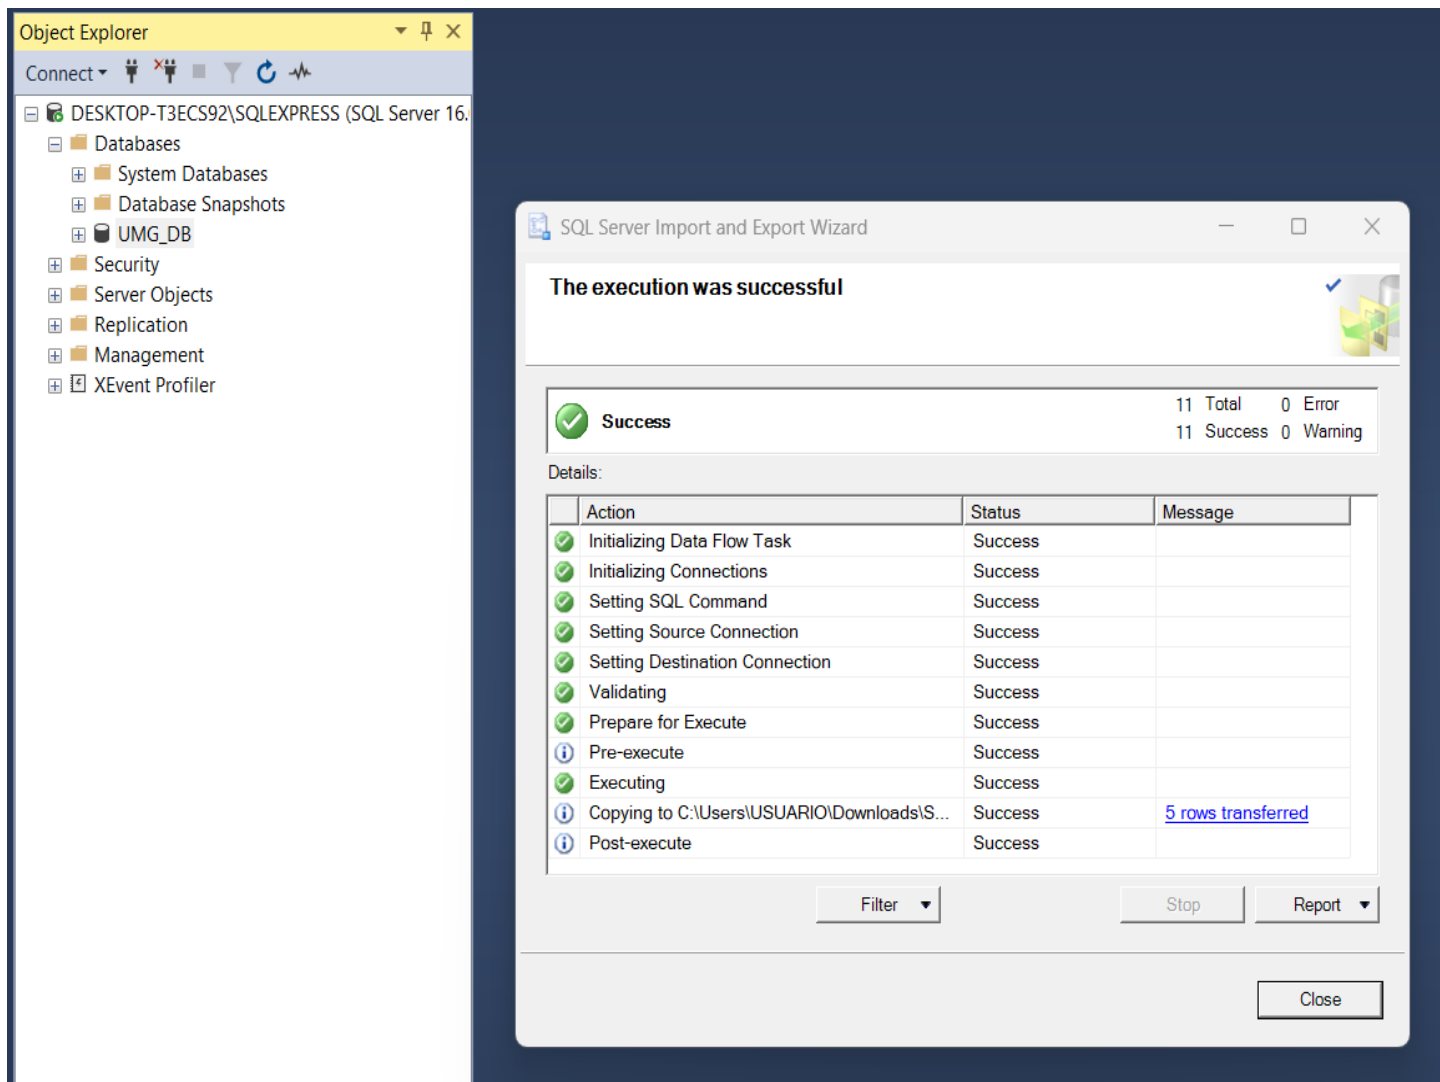 Object Explorer
Connect
DESKTOP-T3ECS92\SQLEXPRESS (SQL Server 16.
Databases
System Databases
Database Snapshots
UMG_DB
Security
Server Objects
Replication
Management
XEvent Profiler
SQL Server Import and Export Wizard
The execution was successful
Success
11 Total 0 Error
11 Success 0 Warning
Details:
Action Status Message
Initializing Data Flow Task Success
Initializing Connections Success
Setting SQL Command Success
Setting Source Connection Success
Setting Destination Connection Success
Validating Success
Prepare for Execute Success
Pre-execute Success
Executing Success
Copying to C:\Users\USUARIO\Downloads\S... Success 5 rows transferred
Post-execute Success
Filter Stop Report
Close